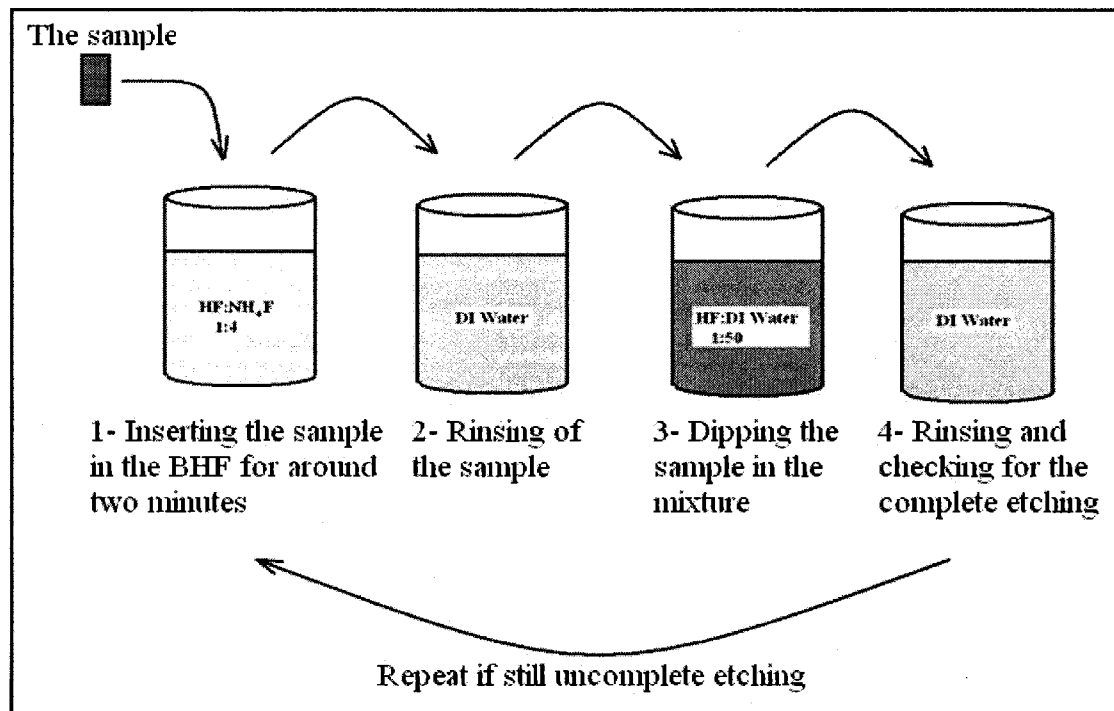 The sample
HF:NH₄F
1:4
DI Water
HF:DI Water
1:50
DI Water
1- Inserting the sample
in the BHF for around
two minutes
2- Rinsing of
the sample
3- Dipping the
sample in the
mixture
4- Rinsing and
checking for the
complete etching
Repeat if still uncomplete etching